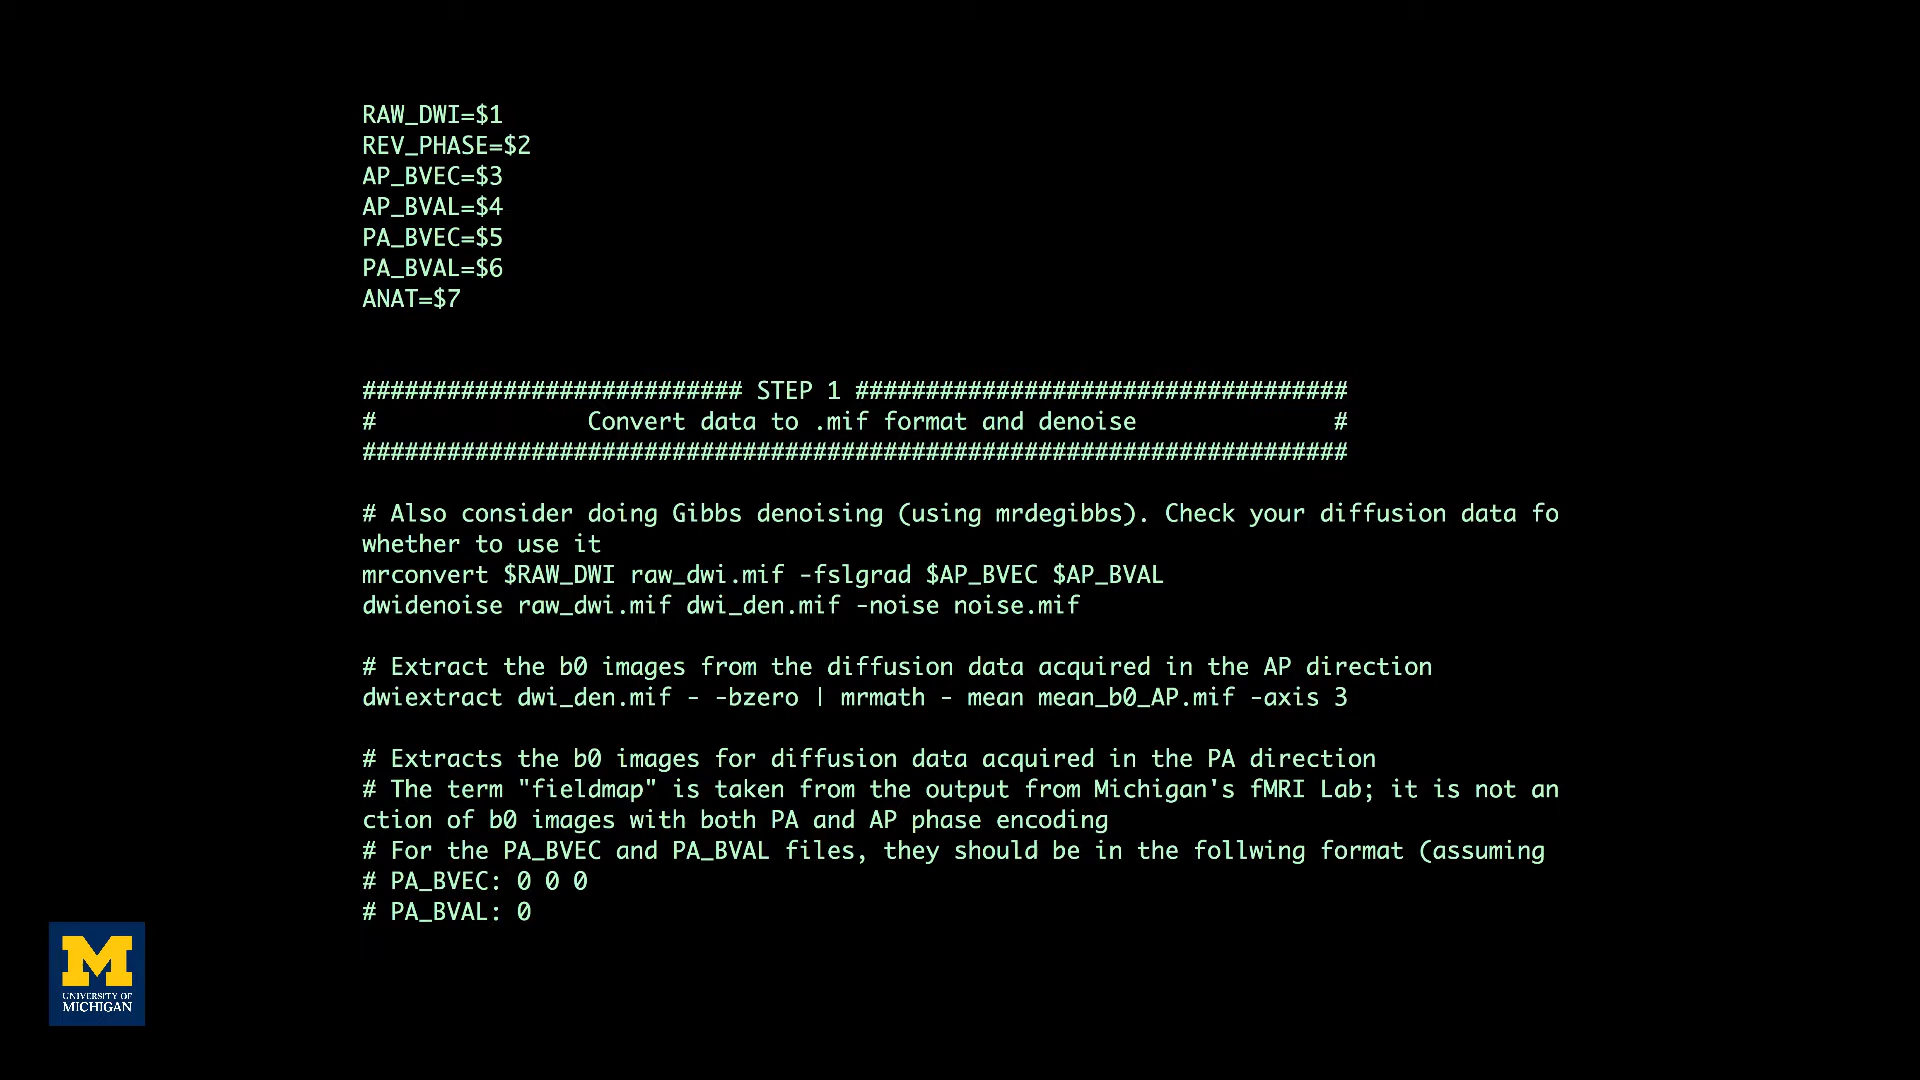 RAW_DWI=$1
REV_PHASE=$2
AP_BVEC=$3
AP_BVAL=$4
PA_BVEC=$5
PA_BVAL=$6
ANAT=$7
########################### STEP 1 ###################################
#               Convert data to .mif format and denoise              #
######################################################################
# Also consider doing Gibbs denoising (using mrdegibbs). Check your diffusion data fo
whether to use it
mrconvert $RAW_DWI raw_dwi.mif -fslgrad $AP_BVEC $AP_BVAL
dwidenoise raw_dwi.mif dwi_den.mif -noise noise.mif
# Extract the b0 images from the diffusion data acquired in the AP direction
dwiextract dwi_den.mif - -bzero | mrmath - mean mean_b0_AP.mif -axis 3
# Extracts the b0 images for diffusion data acquired in the PA direction
# The term "fieldmap" is taken from the output from Michigan's fMRI Lab; it is not an
ction of b0 images with both PA and AP phase encoding
# For the PA_BVEC and PA_BVAL files, they should be in the follwing format (assuming
# PA_BVEC: 0 0 0
# PA_BVAL: 0
M
UNIVERSITY OF
MICHIGAN